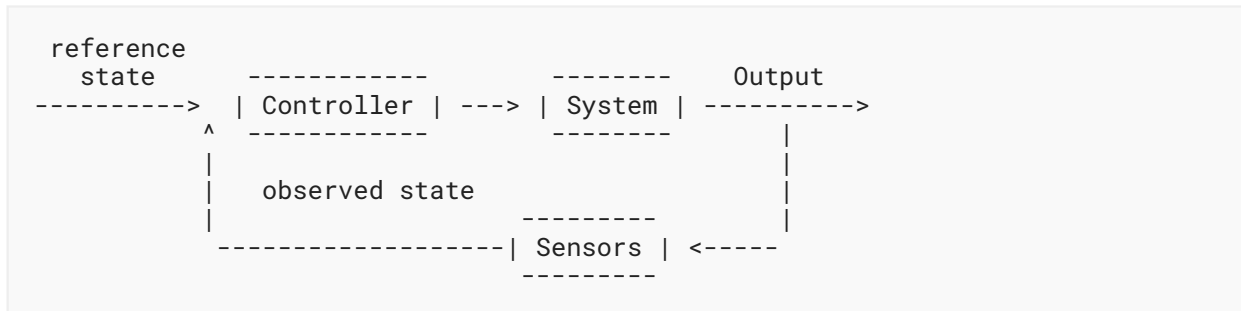 reference
state ------------ -------- Output
----------> | Controller | ---> | System | ---------->
^ ------------ -------- |
| |
| observed state |
| --------- |
-------------------| Sensors | <-----
---------